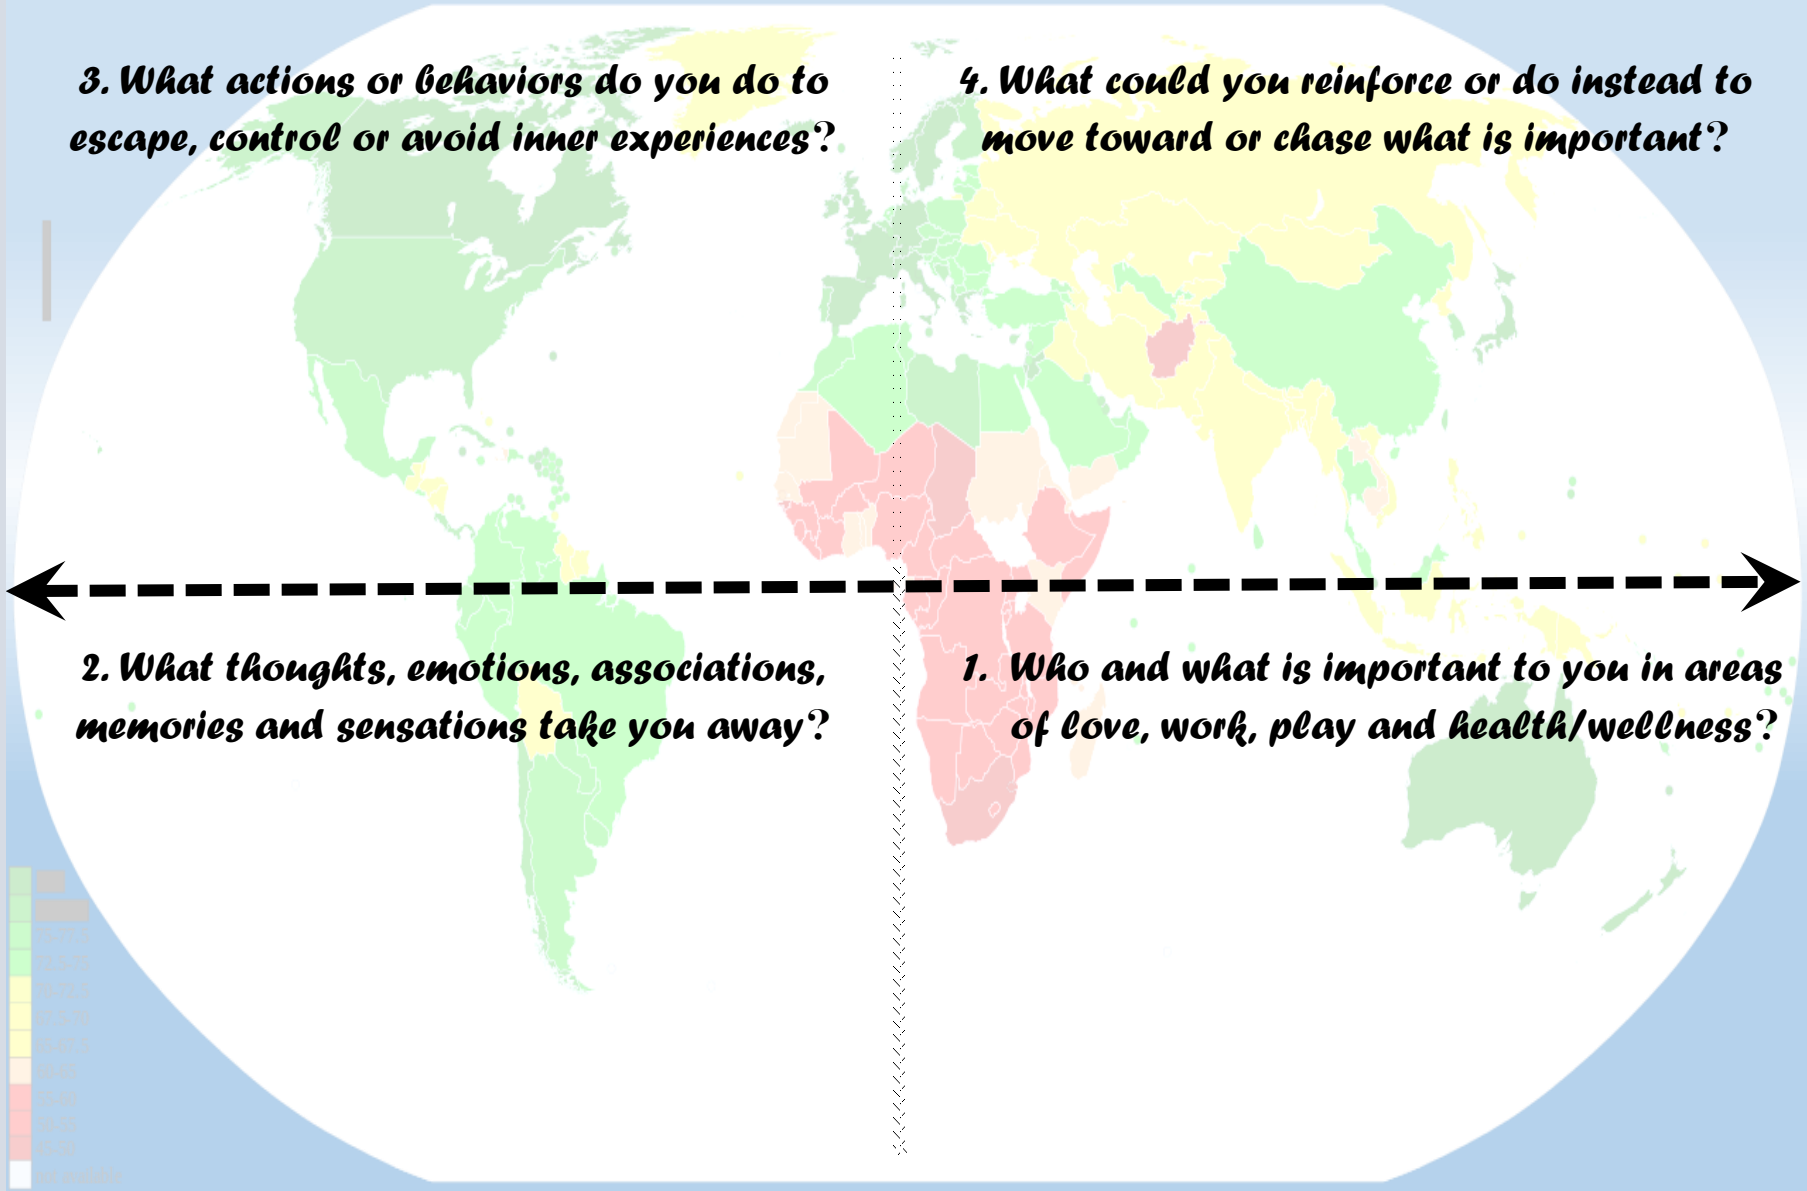 3. What actions or behaviors do you do to
escape, control or avoid inner experiences?
4. What could you reinforce or do instead to
move toward or chase what is important?
2. What thoughts, emotions, associations,
memories and sensations take you away?
1. Who and what is important to you in areas
of love, work, play and health/wellness?